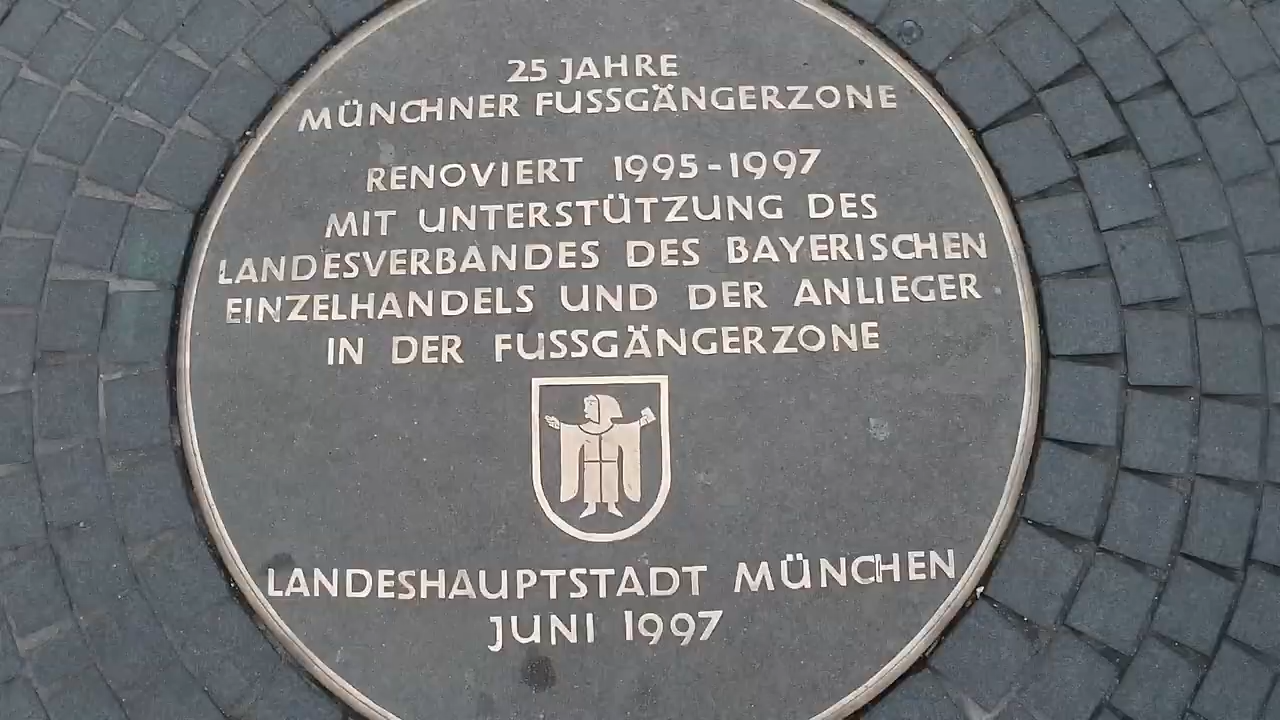 25 JAHRE
MÜNCHNER FUSSGÄNGERZONE
RENOVIERT 1995-1997
MIT UNTERSTÜTZUNG DES
LANDESVERBANDES DES BAYERISCHEN
EINZELHANDELS UND DER ANLIEGER
IN DER FUSSGÄNGERZONE
LANDESHAUPTSTADT MÜNCHEN
JUNI 1997